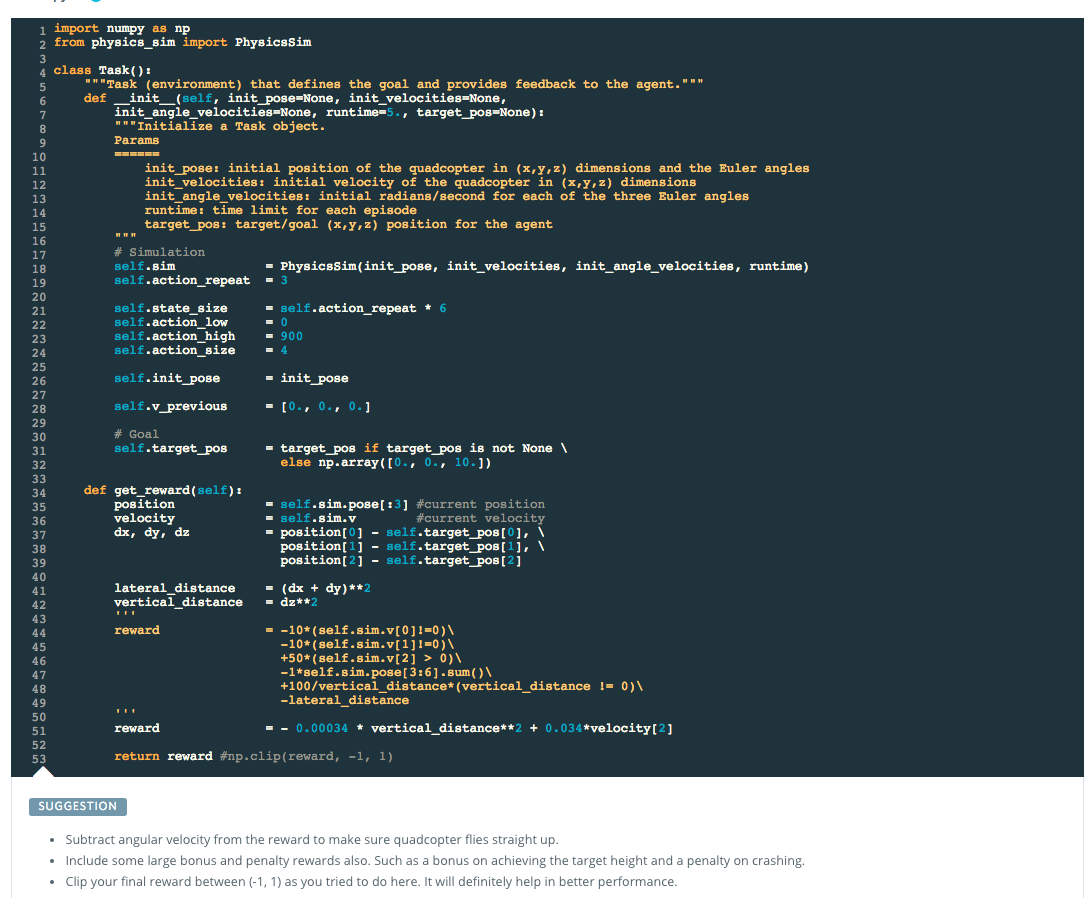 1 import numpy as np
2 from physics_sim import PhysicsSim
3
4 class Task():
5     """Task (environment) that defines the goal and provides feedback to the agent."""
6     def __init__(self, init_pose=None, init_velocities=None,
7         init_angle_velocities=None, runtime=5., target_pos=None):
8         """Initialize a Task object.
9         Params
10         ======
11             init_pose: initial position of the quadcopter in (x,y,z) dimensions and the Euler angles
12             init_velocities: initial velocity of the quadcopter in (x,y,z) dimensions
13             init_angle_velocities: initial radians/second for each of the three Euler angles
14             runtime: time limit for each episode
15             target_pos: target/goal (x,y,z) position for the agent
16         """
17         # Simulation
18         self.sim            = PhysicsSim(init_pose, init_velocities, init_angle_velocities, runtime)
19         self.action_repeat  = 3
20
21         self.state_size     = self.action_repeat * 6
22         self.action_low     = 0
23         self.action_high    = 900
24         self.action_size    = 4
25
26         self.init_pose      = init_pose
27
28         self.v_previous     = [0., 0., 0.]
29
30         # Goal
31         self.target_pos     = target_pos if target_pos is not None \
32                               else np.array([0., 0., 10.])
33
34     def get_reward(self):
35         position            = self.sim.pose[:3] #current position
36         velocity            = self.sim.v        #current velocity
37         dx, dy, dz          = position[0] - self.target_pos[0], \
38                               position[1] - self.target_pos[1], \
39                               position[2] - self.target_pos[2]
40
41         lateral_distance    = (dx + dy)**2
42         vertical_distance   = dz**2
43         '''
44         reward              = -10*(self.sim.v[0]!=0)\
45                               -10*(self.sim.v[1]!=0)\
46                               +50*(self.sim.v[2] > 0)\
47                               -1*self.sim.pose[3:6].sum()\
48                               +100/vertical_distance*(vertical_distance != 0)\
49                               -lateral_distance
50         '''
51         reward              = - 0.00034 * vertical_distance**2 + 0.034*velocity[2]
52
53         return reward #np.clip(reward, -1, 1)
SUGGESTION
• Subtract angular velocity from the reward to make sure quadcopter flies straight up.
• Include some large bonus and penalty rewards also. Such as a bonus on achieving the target height and a penalty on crashing.
• Clip your final reward between (-1, 1) as you tried to do here. It will definitely help in better performance.